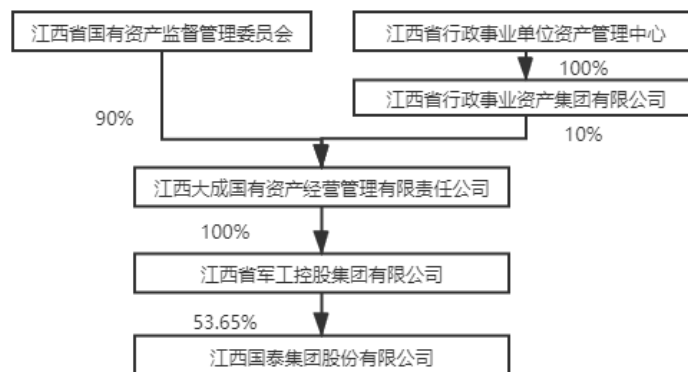 江西省国有资产监督管理委员会
江西省行政事业单位资产管理中心
100%
江西省行政事业资产集团有限公司
90%
10%
江西大成国有资产经营管理有限责任公司
100%
江西省军工控股集团有限公司
53.65%
江西国泰集团股份有限公司